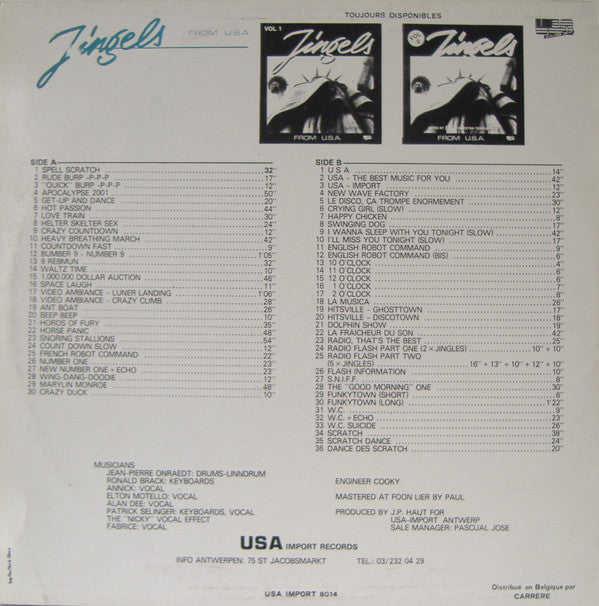 TOUJOURS DISPONIBLES
Jingels
FROM U.S.A.
VOL 1
Jingels
FROM U.S.A.
VOL 2
Jingels
FROM U.S.A.
USA
SIDE A
1 SPELL SCRATCH 32"
2 RUDE BURP -P-P-P 17"
3 "QUICK" BURP -P-P-P 12"
4 APOCALYPSE 2001 50"
5 GET-UP AND DANCE 20"
6 HOT PASSION 44"
7 LOVE TRAIN 30"
8 HELTER SKELTER SEX 24"
9 CRAZY COUNTDOWN 12"
10 HEAVY BREATHING MARCH 42"
11 COUNTDOWN FAST 9"
12 BUMBER 9 - NUMBER 9 1'05"
13 9 REBMUN 32"
14 WALTZ TIME 10"
15 1.000.000 DOLLAR AUCTION 46"
16 SPACE LAUGH 11"
17 VIDEO AMBIANCE - LUNER LANDING 1'06"
18 VIDEO AMBIANCE - CRAZY CLIMB 28"
19 ANT BOAT 26"
20 BEEP BEEP 10"
21 HORDS OF FURY 35"
22 HORSE PANIC 48"
23 SNORING STALLIONS 54"
24 COUNT DOWN SLOW 12"
25 FRENCH ROBOT COMMAND 22"
26 NUMBER ONE 23"
27 NEW NUMBER ONE + ECHO 23"
28 WING-DANG-DOODIE 12"
29 MARYLIN MONROE 48"
30 CRAZY DUCK 10"
SIDE B
1 U S A 14"
2 USA - THE BEST MUSIC FOR YOU 42"
3 USA - IMPORT 12"
4 NEW WAVE FACTORY 23"
5 LE DISCO, CA TROMPE ENORMEMENT 30"
6 CRYING GIRL (SLOW) 12"
7 HAPPY CHICKEN 8"
8 SWINGING DOG 17"
9 I WANNA SLEEP WITH YOU TONIGHT (SLOW) 42"
10 I'LL MISS YOU TONIGHT (SLOW) 17"
11 ENGLISH ROBOT COMMAND 9"
12 ENGLISH ROBOT COMMAND (BIS) 6"
13 10 O'CLOCK 4"
14 11 O'CLOCK 6"
15 12 O'CLOCK 6"
16 1 O'CLOCK 7"
17 2 O'CLOCK 8"
18 LA MUSICA 26"
19 HITSVILLE - GHOSTTOWN 17"
20 HITSVILLE - DISCOTOWN 18"
21 DOLPHIN SHOW 19"
22 LA FRAICHEUR DU SON 42"
23 RADIO, THAT'S THE BEST 25"
24 RADIO FLASH PART ONE (2 × JINGLES) 10" + 10"
25 RADIO FLASH PART TWO
(5 × JINGLES) 16" + 13" + 10" + 12" + 10"
26 FLASH INFORMATION 10"
27 S.N.I.F.F. 8"
28 THE "GOOD MORNING" ONE 30"
29 FUNKYTOWN (SHORT) 6"
30 FUNKYTOWN (LONG) 1'22"
31 W.C. 9"
32 W.C. + ECHO 23"
33 W.C. SUICIDE 26"
34 SCRATCH 38"
35 SCRATCH DANCE 24"
36 DANCE DES SCRATCH 20"
MUSICIANS
JEAN-PIERRE ONRAEDT: DRUMS-LINNDRUM
RONALD BRACK: KEYBOARDS
ANNICK: VOCAL
ELTON MOTELLO: VOCAL
ALAN DEE: VOCAL
PATRICK SELINGER: KEYBOARDS, VOCAL
THE "NICKY" VOCAL EFFECT
FABRICE: VOCAL
ENGINEER COOKY
MASTERED AT FOON LIER BY PAUL
PRODUCED BY J.P. HAUT FOR
USA-IMPORT ANTWERP
SALE MANAGER: PASCUAL JOSE
USA IMPORT RECORDS
INFO ANTWERPEN: 75 ST JACOBSMARKT TEL.: 03/232 04 29
USA IMPORT 8014
Distribué en Belgique par
CARRERE